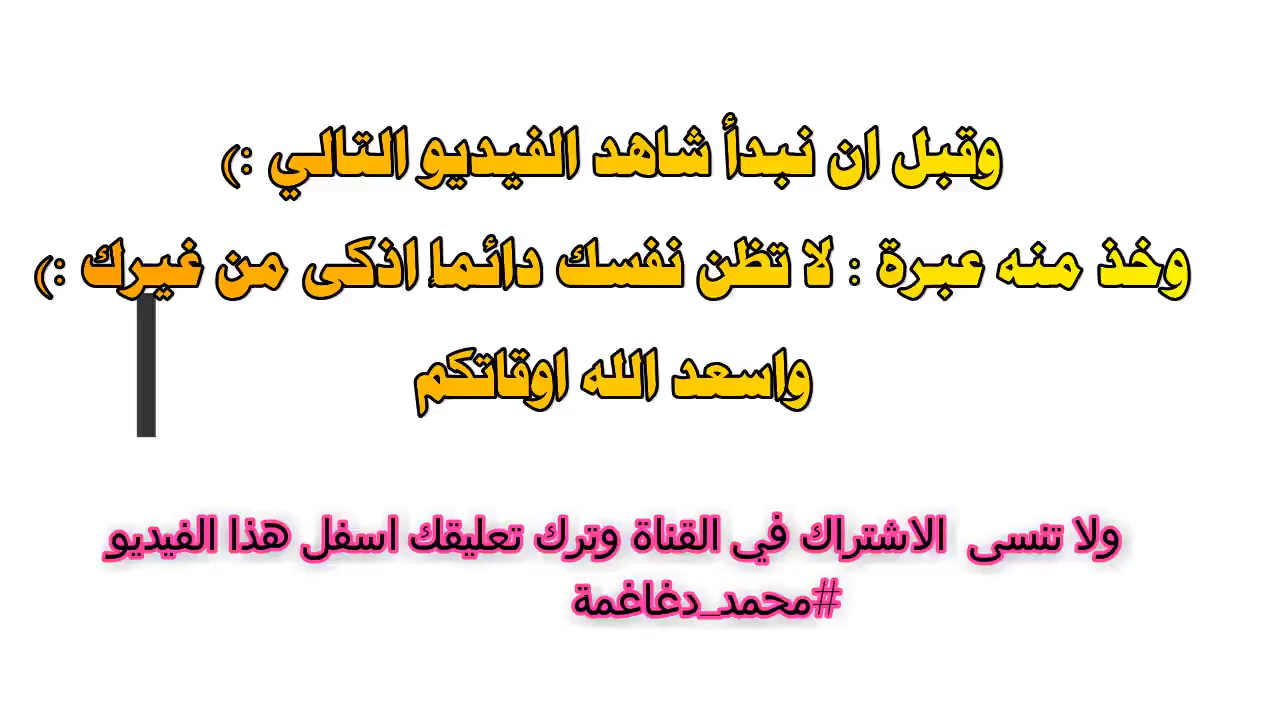 وقبل ان نبدأ شاهد الفيديو التالي :)
وخذ منه عبرة : لا تظن نفسك دائماً اذكى من غيرك :)
واسعد الله اوقاتكم
ولا تنسى الاشتراك في القناة وترك تعليقك اسفل هذا الفيديو
#محمد_دغاغمة